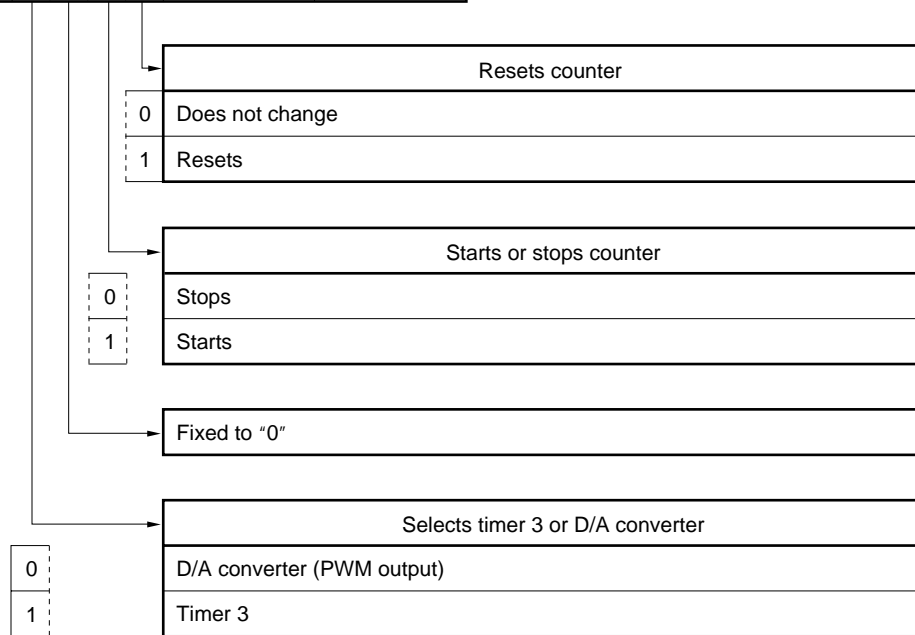 Resets counter
0 Does not change
1 Resets
Starts or stops counter
0 Stops
1 Starts
Fixed to "0"
Selects timer 3 or D/A converter
0 D/A converter (PWM output)
1 Timer 3